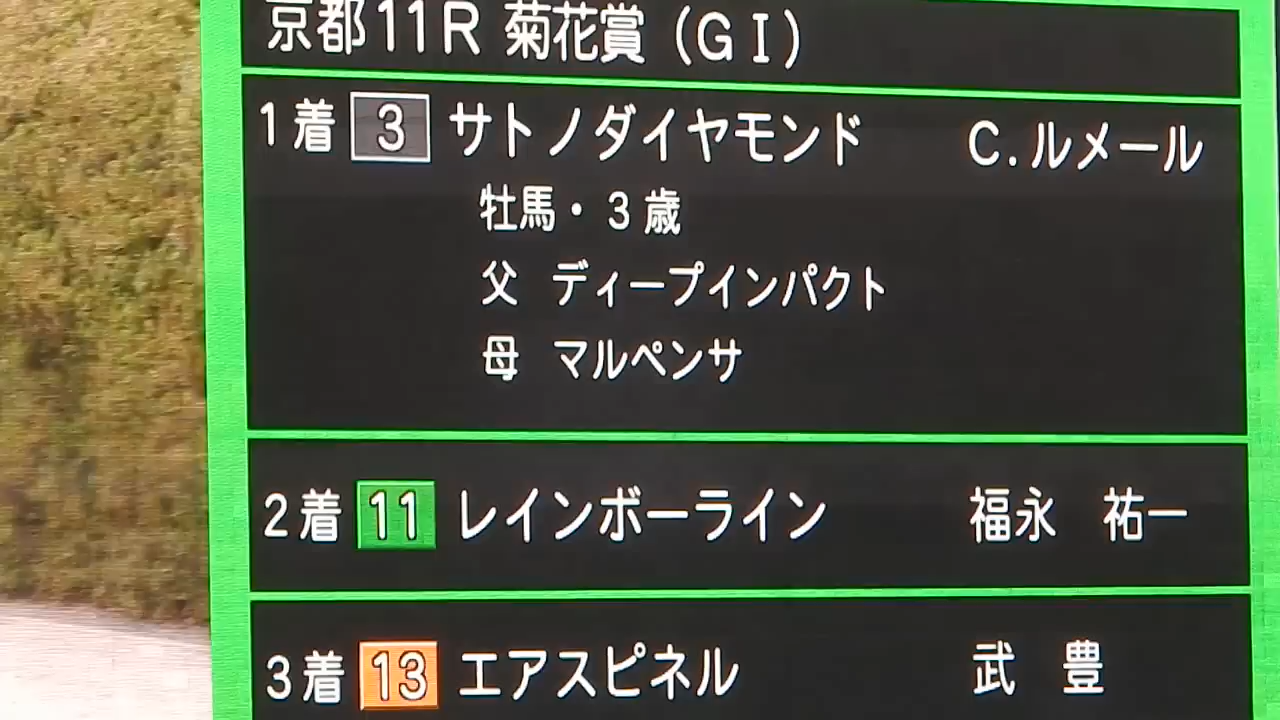 京都11R 菊花賞(GⅠ)
1着 3 サトノダイヤモンド C.ルメール
牡馬・3歳
父 ディープインパクト
母 マルペンサ
2着 11 レインボーライン 福永 祐一
3着 13 エアスピネル 武 豊